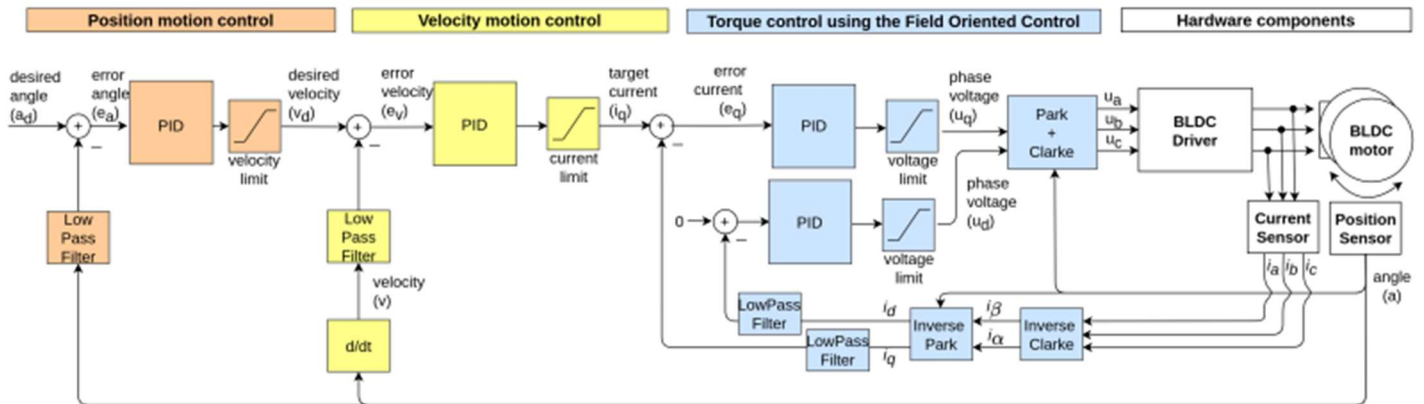 Position motion control
Velocity motion control
Torque control using the Field Oriented Control
Hardware components
desired
angle
(ad)
error
angle
(ea)
PID
velocity
limit
desired
velocity
(vd)
error
velocity
(ev)
PID
current
limit
target
current
(iq)
error
current (eq)
PID
voltage
limit
phase
voltage
(uq)
Park
+
Clarke
ua
ub
uc
BLDC
Driver
BLDC
motor
+
−
+
−
+
−
0
+
−
PID
voltage
limit
phase
voltage
(ud)
Current
Sensor
Position
Sensor
Low
Pass
Filter
Low
Pass
Filter
velocity
(v)
d/dt
LowPass
Filter
id
LowPass
Filter
iq
Inverse
Park
iβ
iα
Inverse
Clarke
ia
ib
ic
angle
(a)